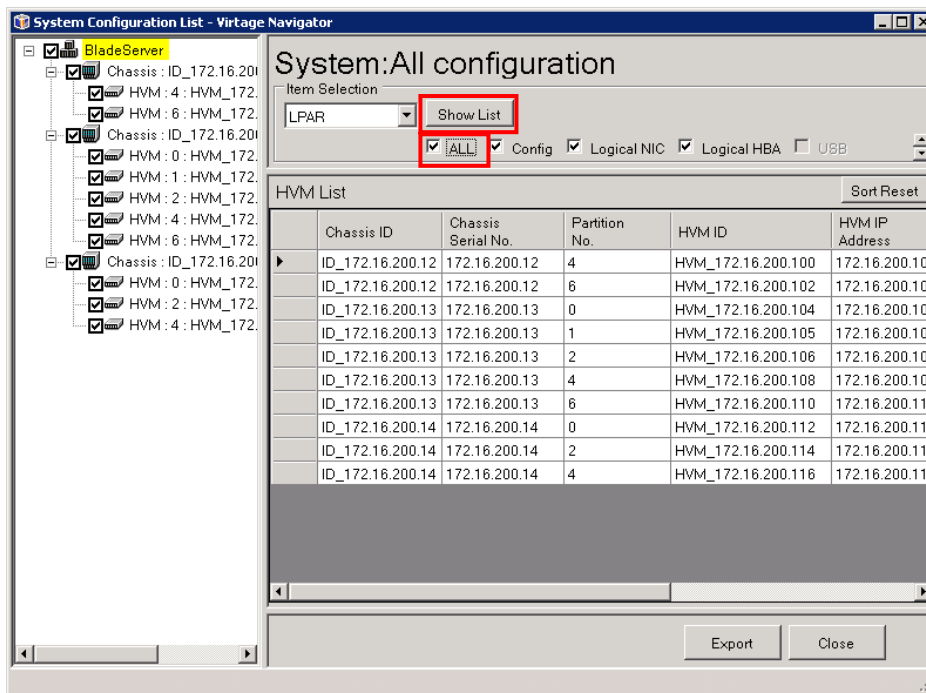 System Configuration List - Virtage Navigator
BladeServer
Chassis : ID_172.16.20
HVM : 4 : HVM_172.
HVM : 6 : HVM_172.
Chassis : ID_172.16.20
HVM : 0 : HVM_172.
HVM : 1 : HVM_172.
HVM : 2 : HVM_172.
HVM : 4 : HVM_172.
HVM : 6 : HVM_172.
Chassis : ID_172.16.20
HVM : 0 : HVM_172.
HVM : 2 : HVM_172.
HVM : 4 : HVM_172.
System:All configuration
Item Selection
LPAR Show List
ALL Config Logical NIC Logical HBA USB
HVM List Sort Reset
Chassis ID Chassis Serial No. Partition No. HVM ID HVM IP Address
ID_172.16.200.12 172.16.200.12 4 HVM_172.16.200.100 172.16.200.10
ID_172.16.200.12 172.16.200.12 6 HVM_172.16.200.102 172.16.200.10
ID_172.16.200.13 172.16.200.13 0 HVM_172.16.200.104 172.16.200.10
ID_172.16.200.13 172.16.200.13 1 HVM_172.16.200.105 172.16.200.10
ID_172.16.200.13 172.16.200.13 2 HVM_172.16.200.106 172.16.200.10
ID_172.16.200.13 172.16.200.13 4 HVM_172.16.200.108 172.16.200.10
ID_172.16.200.13 172.16.200.13 6 HVM_172.16.200.110 172.16.200.11
ID_172.16.200.14 172.16.200.14 0 HVM_172.16.200.112 172.16.200.11
ID_172.16.200.14 172.16.200.14 2 HVM_172.16.200.114 172.16.200.11
ID_172.16.200.14 172.16.200.14 4 HVM_172.16.200.116 172.16.200.11
Export Close